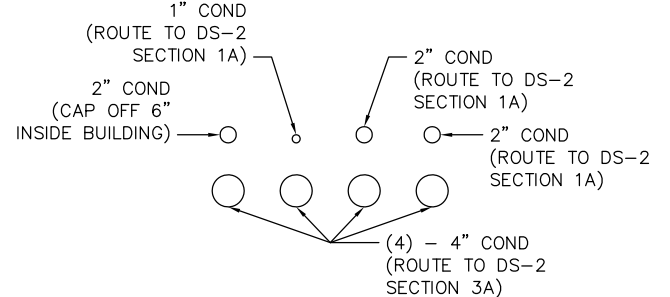 1” COND
(ROUTE TO DS-2
SECTION 1A)
2” COND
(CAP OFF 6”
INSIDE BUILDING)
2” COND
(ROUTE TO DS-2
SECTION 1A)
2” COND
(ROUTE TO DS-2
SECTION 1A)
(4) - 4” COND
(ROUTE TO DS-2
SECTION 3A)